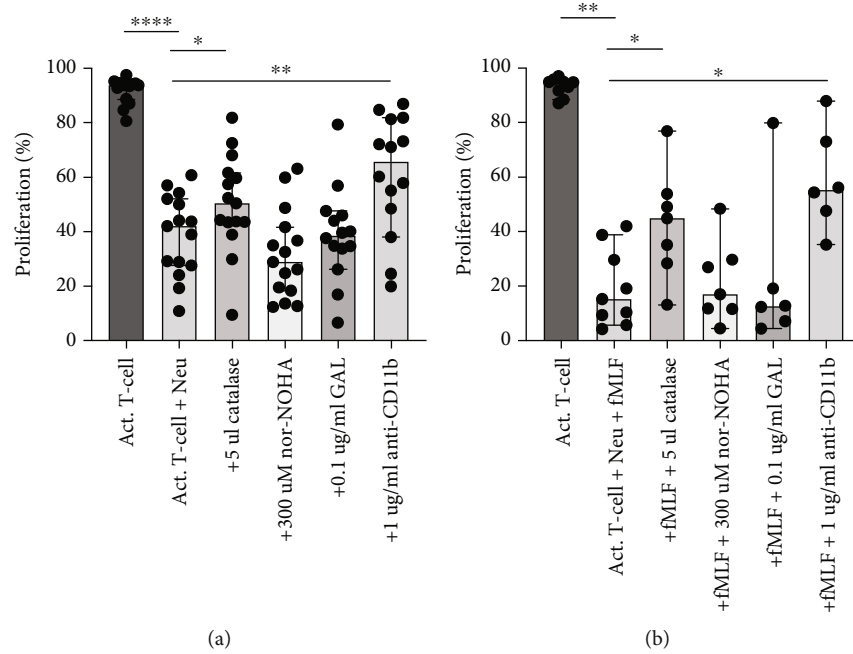 ****
*
**
100
80
60
40
20
0
Proliferation (%)
Act. T-cell
Act. T-cell + Neu
+5 ul catalase
+300 uM nor-NOHA
+0.1 ug/ml GAL
+1 ug/ml anti-CD11b
(a)
**
*
*
100
80
60
40
20
0
Proliferation (%)
Act. T-cell
Act. T-cell + Neu + fMLF
+fMLF + 5 ul catalase
+fMLF + 300 uM nor-NOHA
+fMLF + 0.1 ug/ml GAL
+fMLF + 1 ug/ml anti-CD11b
(b)